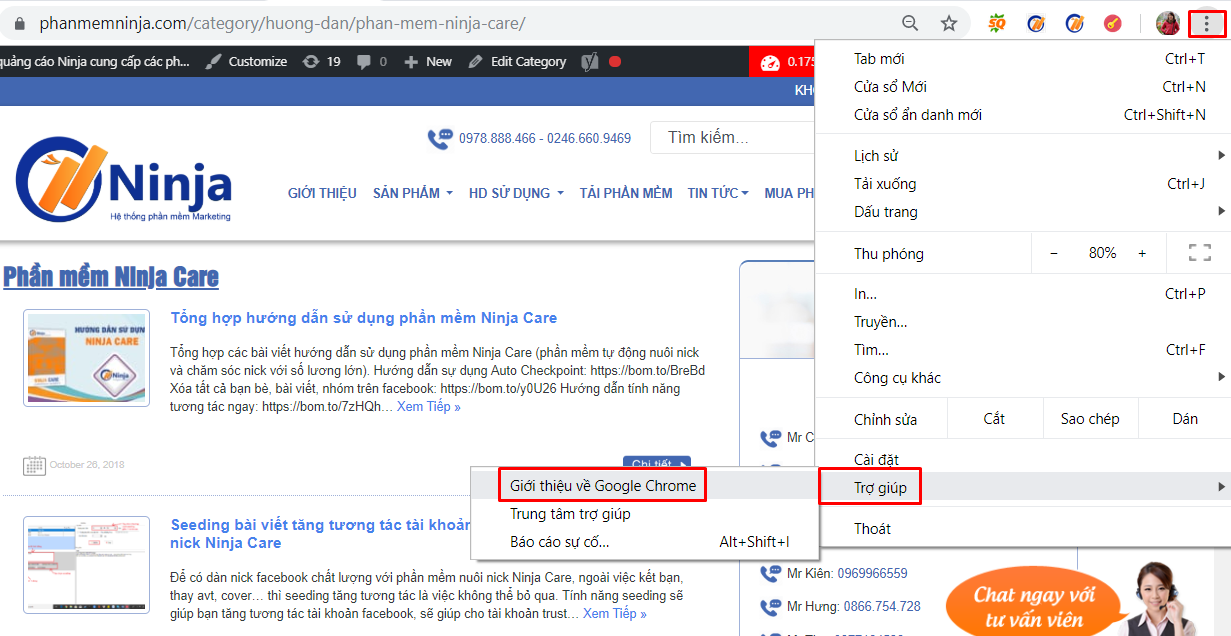 phanmemninja.com/category/huong-dan/phan-mem-ninja-care/
quảng cáo Ninja cung cấp các ph... Customize 19 0 New Edit Category 0.175
KH
0978.888.466 - 0246.660.9469 Tìm kiếm...
Ninja
Hệ thống phần mềm Marketing
GIỚI THIỆU SẢN PHẨM HD SỬ DỤNG TẢI PHẦN MỀM TIN TỨC MUA PH
Phần mềm NInja Care
HƯỚNG DẪN SỬ DỤN
NINJA CARE
Tổng hợp hướng dẫn sử dụng phần mềm Ninja Care
Tổng hợp các bài viết hướng dẫn sử dụng phần mềm Ninja Care (phần mềm tự động nuôi nick
và chăm sóc nick với số lượng lớn). Hướng dẫn sự dụng Auto Checkpoint: https://bom.to/BreBd
Xóa tất cả bạn bè, bài viết, nhóm trên facebook: https://bom.to/y0U26 Hướng dẫn tính năng
tương tác ngay: https://bom.to/7zHQh… Xem Tiếp »
October 26, 2018
Chi tiết
Seeding bài viết tăng tương tác tài khoản
nick Ninja Care
Để có dàn nick facebook chất lượng với phần mềm nuôi nick Ninja Care, ngoài việc kết bạn,
thay avt, cover… thì seeding tăng tương tác là việc không thể bỏ qua. Tính năng seeding sẽ
giúp bạn tăng tương tác tài khoản facebook, sẽ giúp cho tài khoản trust… Xem Tiếp »
Mr C
Mr Kiên: 0969966559
Mr Hưng: 0866.754.728
Chat ngay với
tư vấn viên
Tab mới Ctrl+T
Cửa sổ Mới Ctrl+N
Cửa sổ ẩn danh mới Ctrl+Shift+N
Lịch sử
Tải xuống Ctrl+J
Dấu trang
Thu phóng − 80% +
In... Ctrl+P
Truyền...
Tìm... Ctrl+F
Công cụ khác
Chỉnh sửa Cắt Sao chép Dán
Cài đặt
Trợ giúp
Thoát
Giới thiệu về Google Chrome
Trung tâm trợ giúp
Báo cáo sự cố... Alt+Shift+I